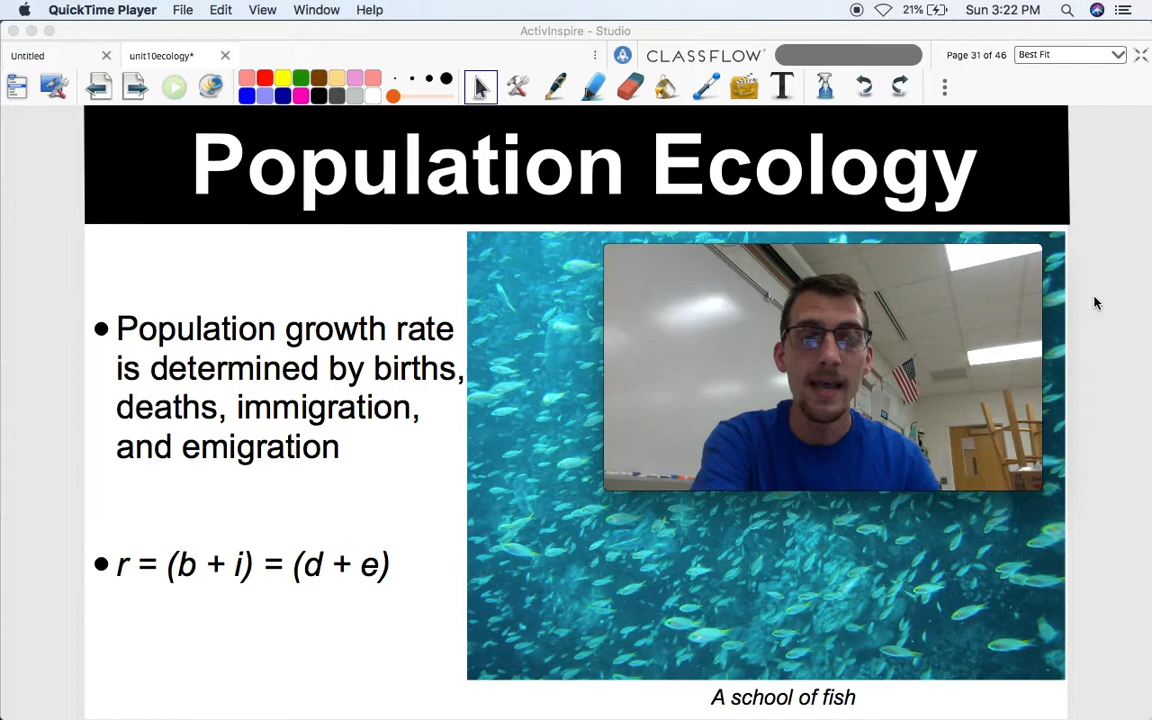 QuickTime Player File Edit View Window Help 21% Sun 3:22 PM
ActivInspire - Studio
Untitled unit10ecology*
CLASSFLOW
Page 31 of 46 Best Fit
T
Population Ecology
• Population growth rate
is determined by births,
deaths, immigration,
and emigration
• r = (b + i) = (d + e)
A school of fish